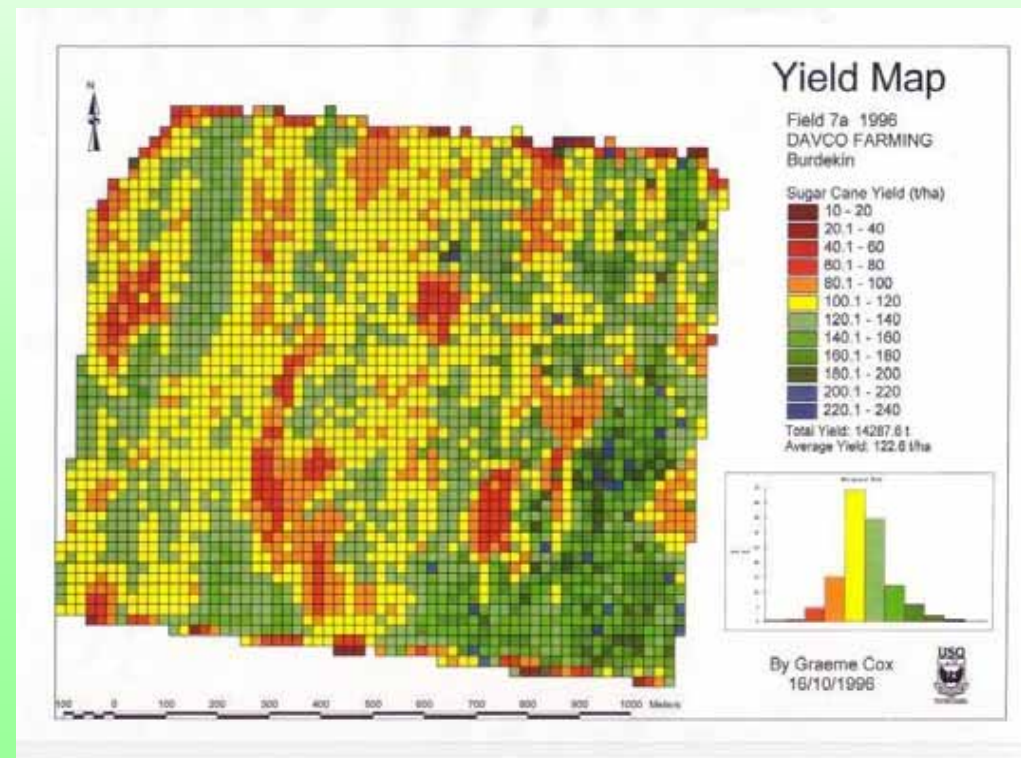 N
Yield Map
Field 7a 1996
DAVCO FARMING
Burdekin
Sugar Cane Yield (t/ha)
10 - 20
20.1 - 40
40.1 - 60
60.1 - 80
80.1 - 100
100.1 - 120
120.1 - 140
140.1 - 160
160.1 - 180
180.1 - 200
200.1 - 220
220.1 - 240
Total Yield: 14287.6 t
Average Yield: 122.6 t/ha
By Graeme Cox
16/10/1996
USQ
100 0 100 200 300 400 500 600 700 800 900 1000 Meters